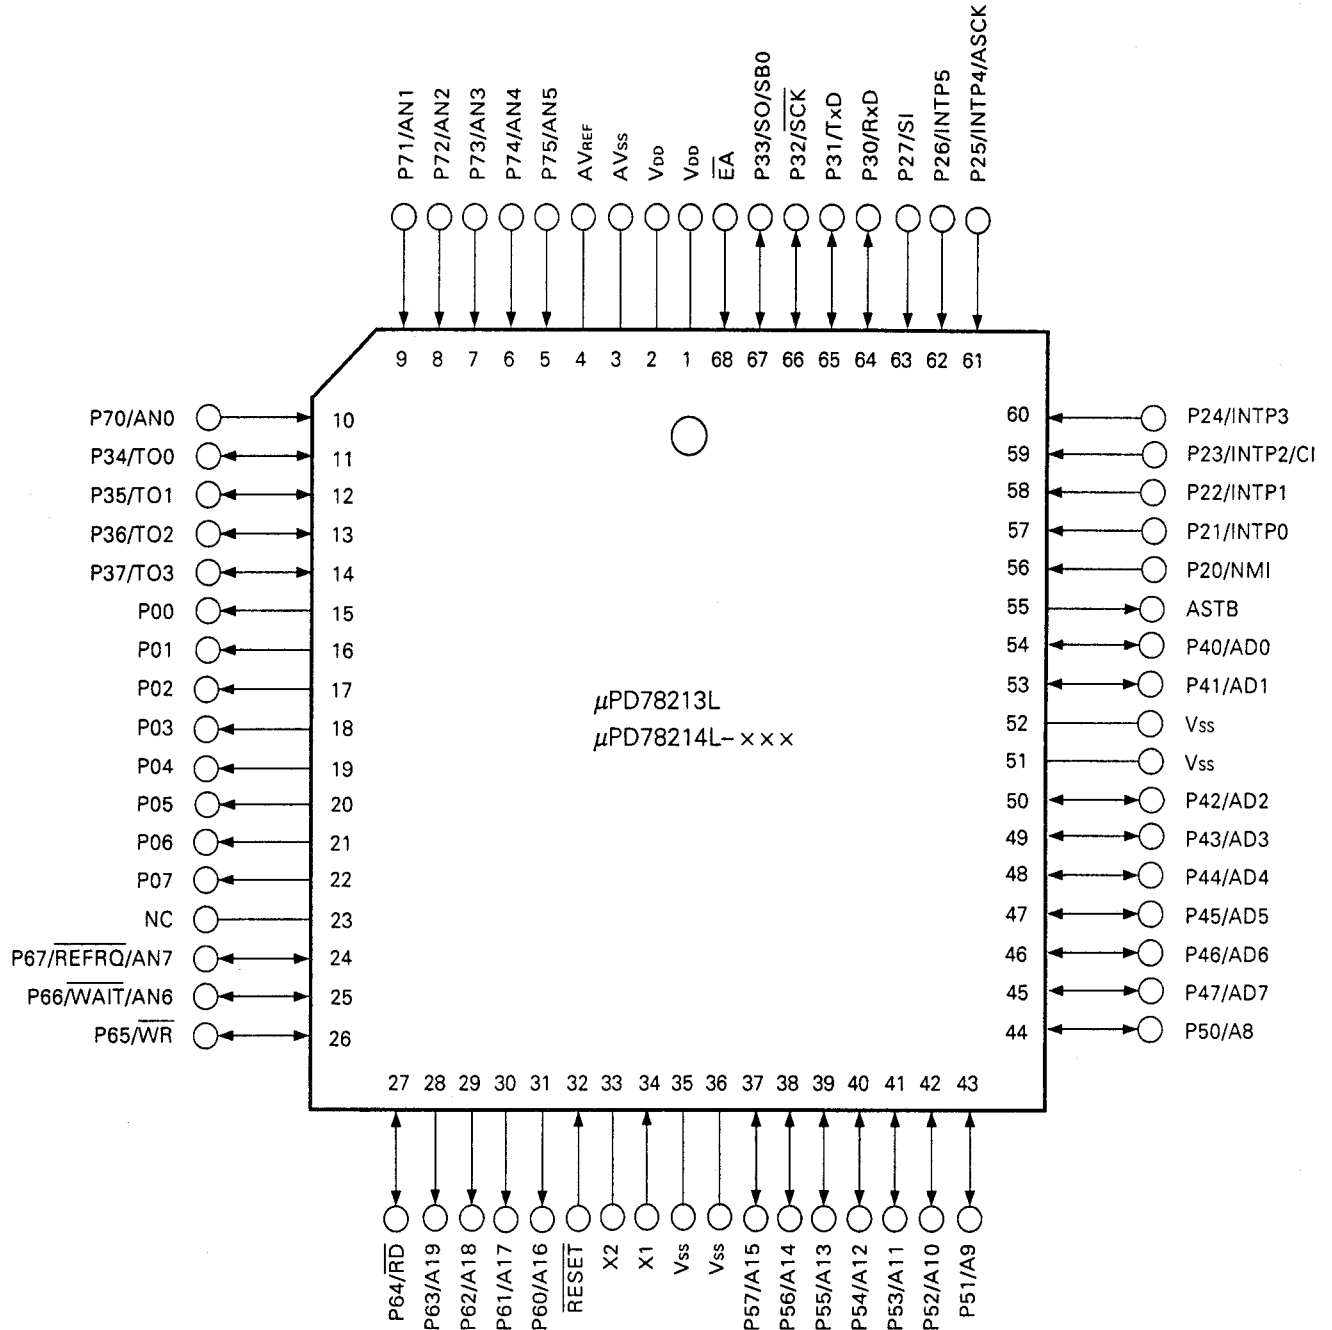 P71/AN1
P72/AN2
P73/AN3
P74/AN4
P75/AN5
AVREF
AVSS
VDD
VDD
EA
P33/SO/SB0
P32/SCK
P31/TxD
P30/RxD
P27/SI
P26/INTP5
P25/INTP4/ASCK
9 8 7 6 5 4 3 2 1 68 67 66 65 64 63 62 61
P70/AN0 10
P34/TO0 11
P35/TO1 12
P36/TO2 13
P37/TO3 14
P00 15
P01 16
P02 17
P03 18
P04 19
P05 20
P06 21
P07 22
NC 23
P67/REFRQ/AN7 24
P66/WAIT/AN6 25
P65/WR 26
μPD78213L
μPD78214L-×××
60 P24/INTP3
59 P23/INTP2/CI
58 P22/INTP1
57 P21/INTP0
56 P20/NMI
55 ASTB
54 P40/AD0
53 P41/AD1
52 Vss
51 Vss
50 P42/AD2
49 P43/AD3
48 P44/AD4
47 P45/AD5
46 P46/AD6
45 P47/AD7
44 P50/A8
27 28 29 30 31 32 33 34 35 36 37 38 39 40 41 42 43
P64/RD
P63/A19
P62/A18
P61/A17
P60/A16
RESET
X2
X1
Vss
Vss
P57/A15
P56/A14
P55/A13
P54/A12
P53/A11
P52/A10
P51/A9